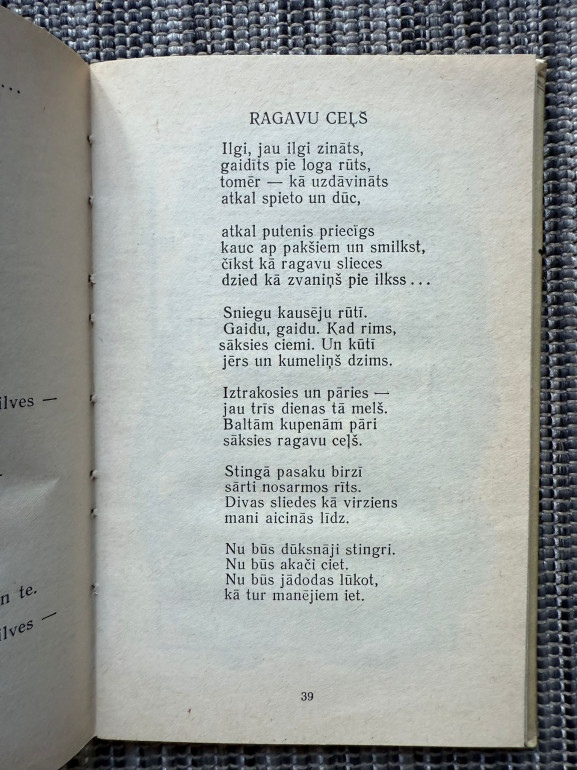 ...
ilves —
n te.
ilves —
RAGAVU CEĻŠ
Ilgi, jau ilgi zināts,
gaidīts pie loga rūts,
tomēr — kā uzdāvināts
atkal spieto un dūc,
atkal putenis priecīgs
kauc ap pakšiem un smilkst,
čīkst kā ragavu slieces
dzied kā zvaniņš pie ilkss ...
Sniegu kausēju rūtī.
Gaidu, gaidu. Kad rims,
sāksies ciemi. Un kūtī
jērs un kumeliņš dzims.
Iztrakosies un pāries —
jau trīs dienas tā melš.
Baltām kupenām pāri
sāksies ragavu ceļš.
Stingā pasaku birzī
sārti nosarmos rīts.
Divas sliedes kā virziens
mani aicinās līdz.
Nu būs dūksnāji stingri.
Nu būs akači ciet.
Nu būs jādodas lūkot,
kā tur manējiem iet.
39